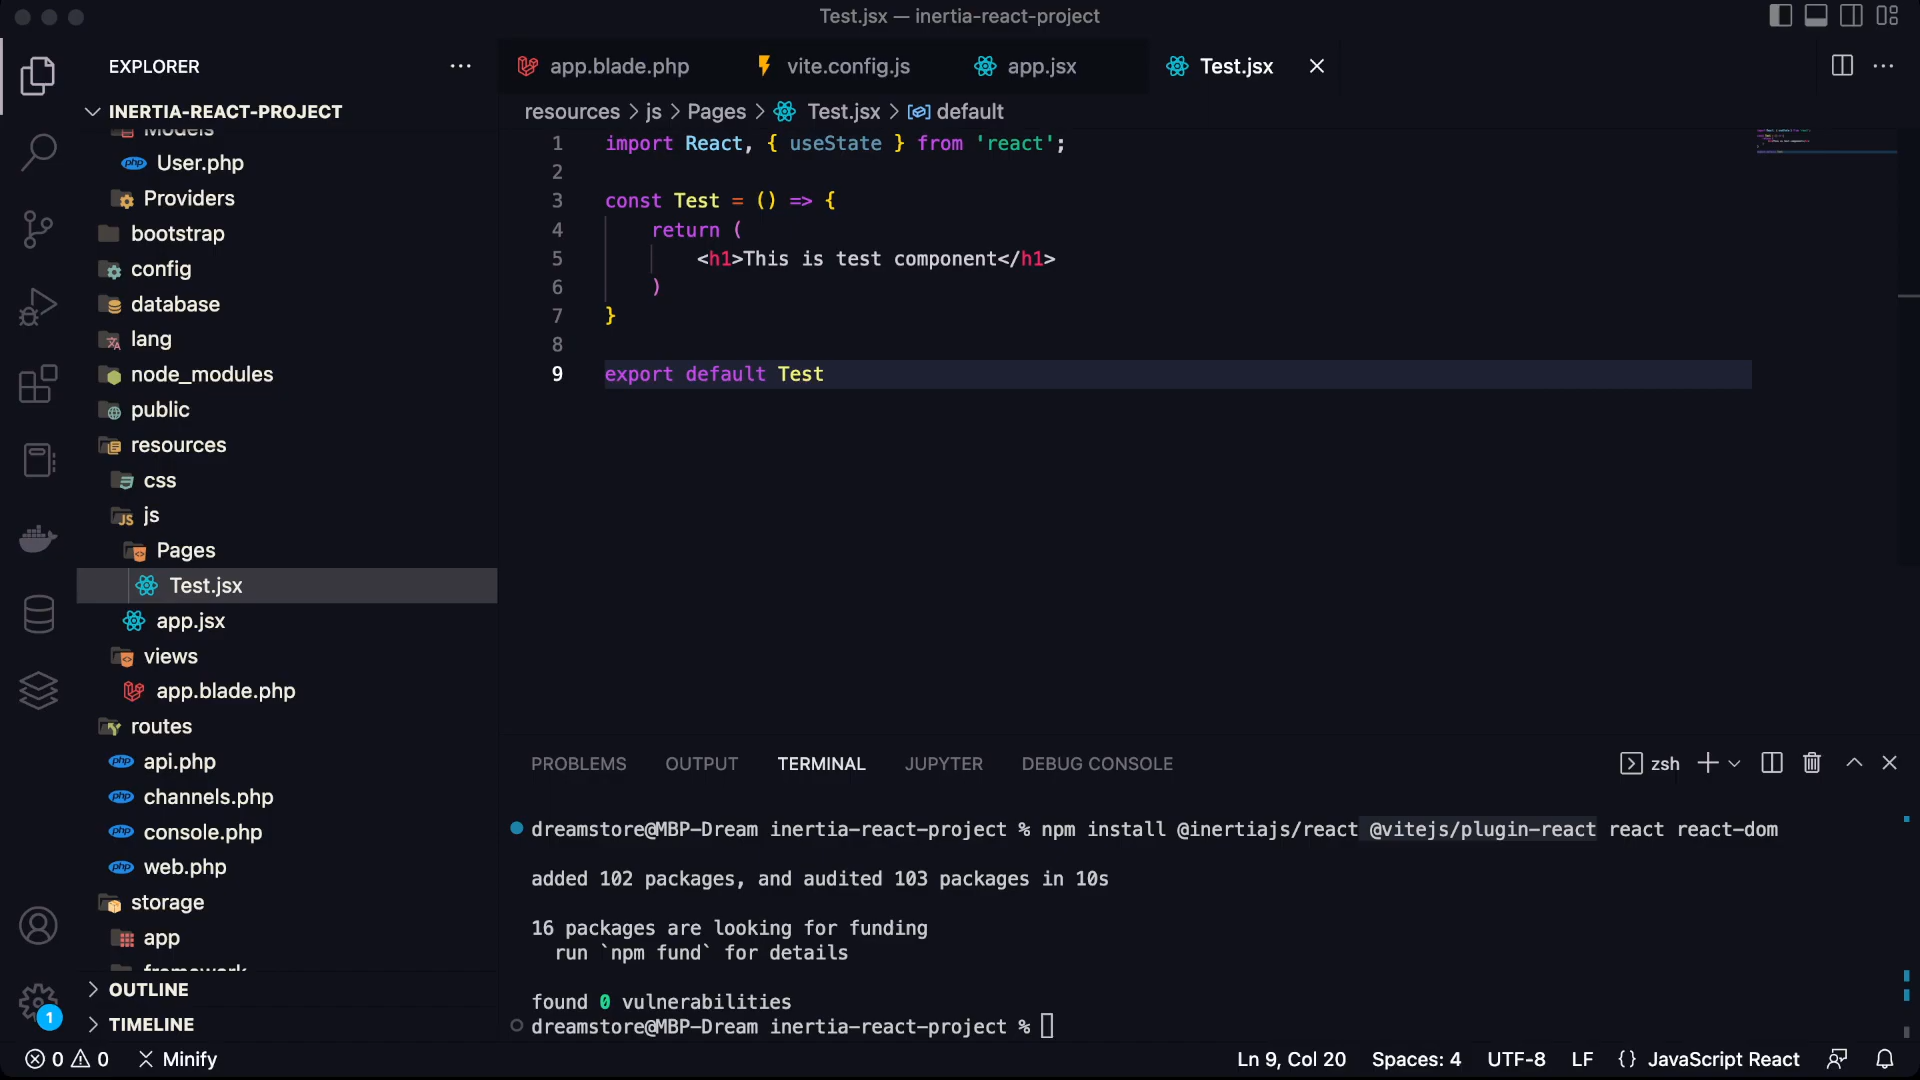 Test.jsx — inertia-react-project
EXPLORER
INERTIA-REACT-PROJECT
Models
User.php
Providers
bootstrap
config
database
lang
node_modules
public
resources
css
js
Pages
Test.jsx
app.jsx
views
app.blade.php
routes
api.php
channels.php
console.php
web.php
storage
app
framework
OUTLINE
TIMELINE
app.blade.php
vite.config.js
app.jsx
Test.jsx
resources > js > Pages > Test.jsx > default
1 import React, { useState } from 'react';
2
3 const Test = () => {
4 return (
5 <h1>This is test component</h1>
6 )
7 }
8
9 export default Test
PROBLEMS OUTPUT TERMINAL JUPYTER DEBUG CONSOLE
zsh
dreamstore@MBP-Dream inertia-react-project % npm install @inertiajs/react @vitejs/plugin-react react react-dom
added 102 packages, and audited 103 packages in 10s
16 packages are looking for funding
run `npm fund` for details
found 0 vulnerabilities
dreamstore@MBP-Dream inertia-react-project %
1
0 0 Minify
Ln 9, Col 20 Spaces: 4 UTF-8 LF {} JavaScript React